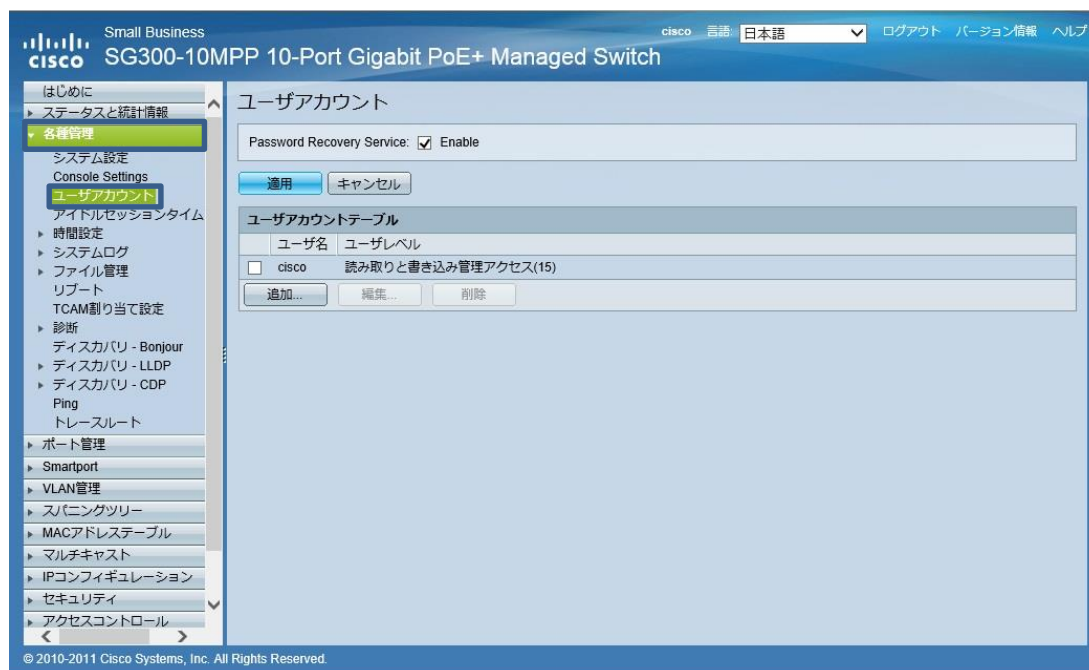 Small Business
cisco 言語: 日本語 ログアウト バージョン情報 ヘルプ
CISCO SG300-10MPP 10-Port Gigabit PoE+ Managed Switch
はじめに
ステータスと統計情報
各種管理
システム設定
Console Settings
ユーザアカウント
アイドルセッションタイム
時間設定
システムログ
ファイル管理
リブート
TCAM割り当て設定
診断
ディスカバリ - Bonjour
ディスカバリ - LLDP
ディスカバリ - CDP
Ping
トレースルート
ポート管理
Smartport
VLAN管理
スパニングツリー
MACアドレステーブル
マルチキャスト
IPコンフィギュレーション
セキュリティ
アクセスコントロール
ユーザアカウント
Password Recovery Service: Enable
適用 キャンセル
ユーザアカウントテーブル
ユーザ名 ユーザレベル
cisco 読み取りと書き込み管理アクセス(15)
追加... 編集... 削除
© 2010-2011 Cisco Systems, Inc. All Rights Reserved.